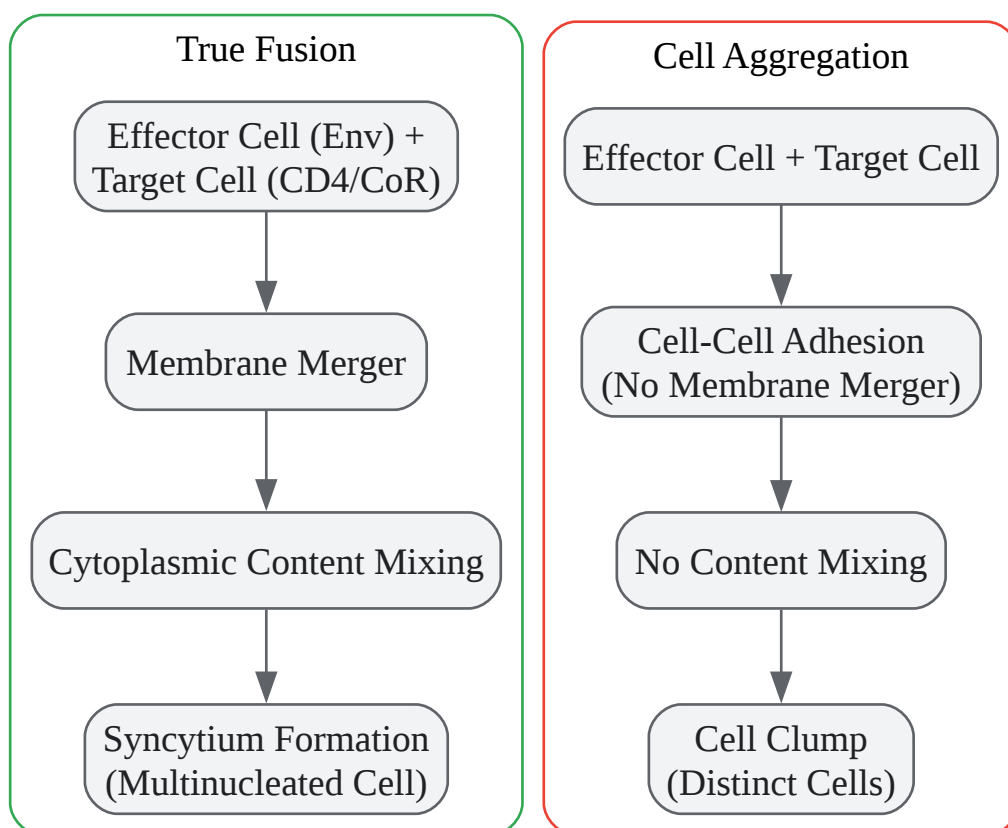 True Fusion
Effector Cell (Env) +
Target Cell (CD4/CoR)
Membrane Merger
Cytoplasmic Content Mixing
Syncytium Formation
(Multinucleated Cell)
Cell Aggregation
Effector Cell + Target Cell
Cell-Cell Adhesion
(No Membrane Merger)
No Content Mixing
Cell Clump
(Distinct Cells)